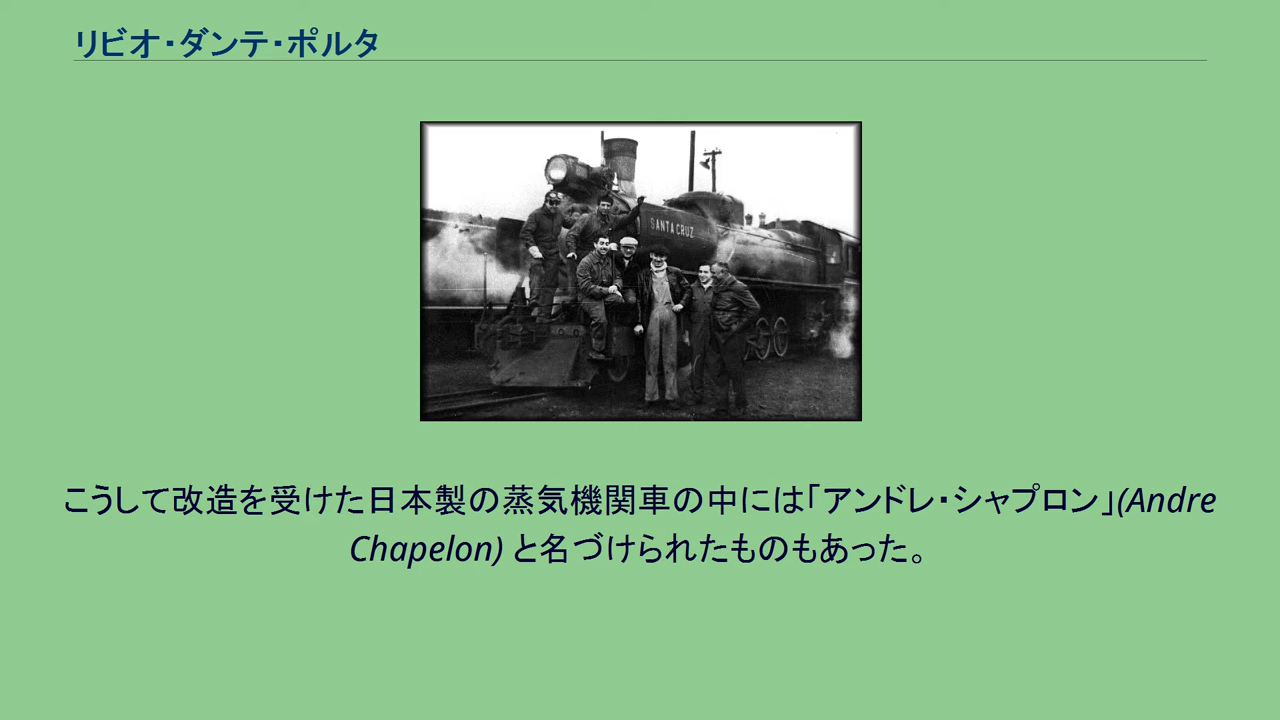 リビオ・ダンテ・ポルタ
SANTA CRUZ
こうして改造を受けた日本製の蒸気機関車の中には「アンドレ・シャプロン」(Andre
Chapelon) と名づけられたものもあった。